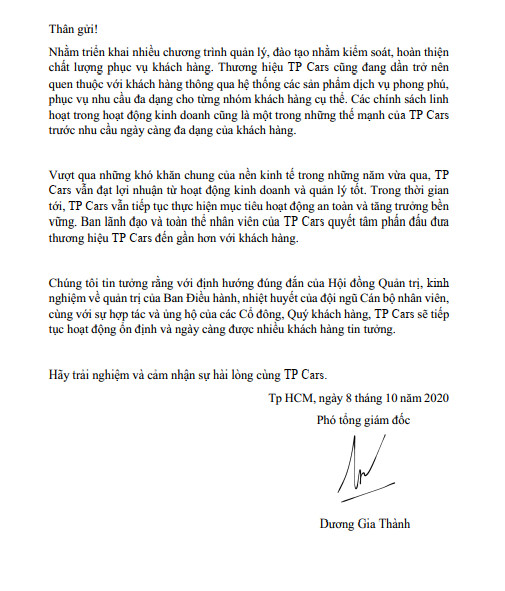 Thân gửi!
Nhằm triển khai nhiều chương trình quản lý, đào tạo nhằm kiếm soát, hoàn thiện
chất lượng phục vụ khách hàng. Thương hiệu TP Cars cũng đang dần trở nên
quen thuộc với khách hàng thông qua hệ thống các sản phẩm dịch vụ phong phú,
phục vụ nhu cầu đa dạng cho từng nhóm khách hàng cụ thể. Các chính sách linh
hoạt trong hoạt động kinh doanh cũng là một trong những thế mạnh của TP Cars
trước nhu cầu ngày càng đa dạng của khách hàng.
Vượt qua những khó khăn chung của nền kinh tế trong những năm vừa qua, TP
Cars vẫn đạt lợi nhuận từ hoạt động kinh doanh và quản lý tốt. Trong thời gian
tới, TP Cars vẫn tiếp tục thực hiện mục tiêu hoạt động an toàn và tăng trưởng bền
vững. Ban lãnh đạo và toàn thể nhân viên của TP Cars quyết tâm phấn đấu đưa
thương hiệu TP Cars đến gần hơn với khách hàng.
Chúng tôi tin tưởng rằng với định hướng đúng đắn của Hội đồng Quản trị, kinh
nghiệm về quản trị của Ban Điều hành, nhiệt huyết của đội ngũ Cán bộ nhân viên,
cùng với sự hợp tác và ủng hộ của các Cổ đông, Quý khách hàng, TP Cars sẽ tiếp
tục hoạt động ổn định và ngày càng được nhiều khách hàng tin tưởng.
Hãy trải nghiệm và cảm nhận sự hài lòng cùng TP Cars.
Tp HCM, ngày 8 tháng 10 năm 2020
Phó tổng giám đốc
Dương Gia Thành